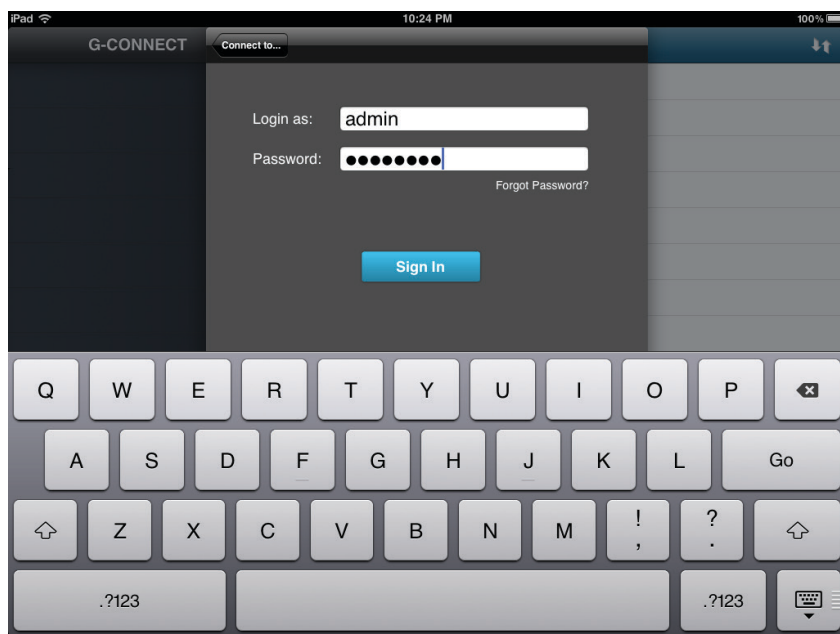 iPad 10:24 PM 100%
G-CONNECT Connect to...
Login as: admin
Password: ●●●●●●●●
Forgot Password?
Sign In
Q W E R T Y U I O P
A S D F G H J K L Go
Z X C V B N M ! , ? .
.?123 .?123